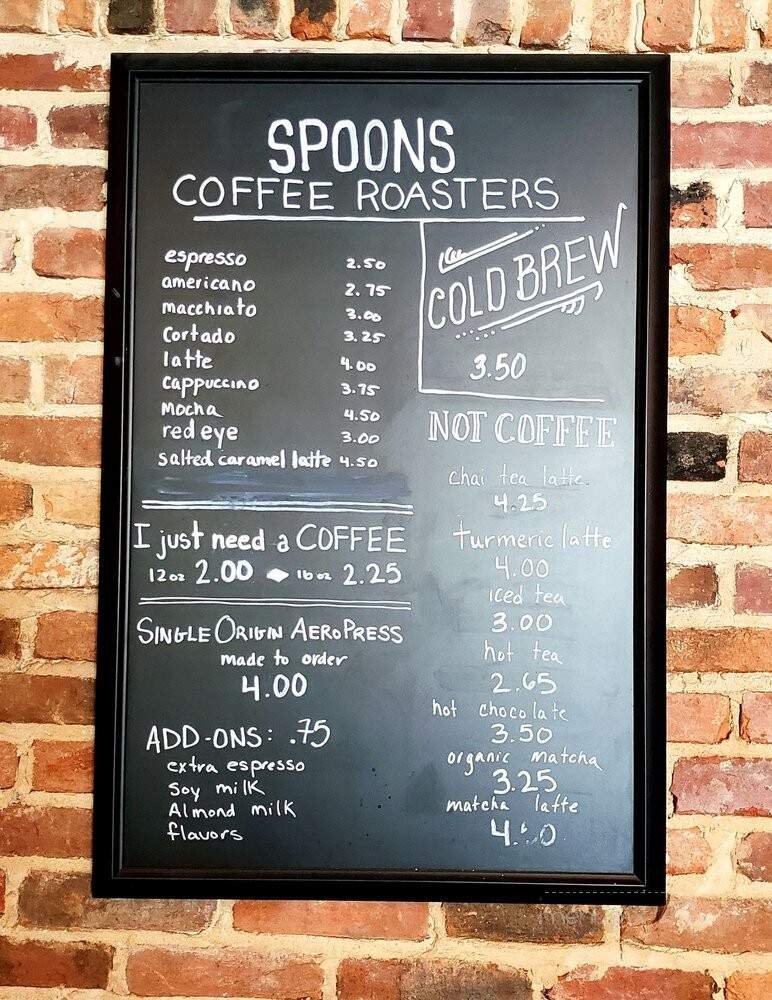 SPOONS
COFFEE ROASTERS
espresso 2.50
americano 2.75
macchiato 3.00
Cortado 3.25
latte 4.00
cappuccino 3.75
mocha 4.50
red eye 3.00
salted caramel latte 4.50
I just need a COFFEE
12oz 2.00 16oz 2.25
SINGLE ORIGIN AEROPRESS
made to order
4.00
ADD-ONS: .75
extra espresso
Soy milk
Almond milk
flavors
COLD BREW
3.50
NOT COFFEE
chai tea latte
4.25
turmeric latte
4.00
iced tea
3.00
hot tea
2.65
hot chocolate
3.50
organic matcha
3.25
matcha latte